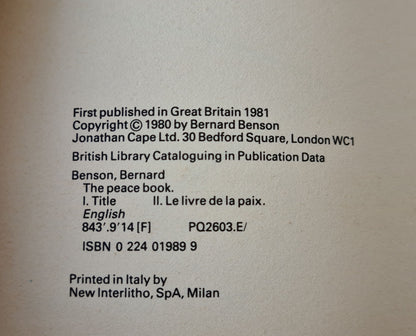 First published in Great Britain 1981
Copyright © 1980 by Bernard Benson
Jonathan Cape Ltd. 30 Bedford Square, London WC1
British Library Cataloguing in Publication Data
Benson, Bernard
The peace book.
I. Title II. Le livre de la paix.
English
843'.9'14 [F] PQ2603.E/
ISBN 0 224 01989 9
Printed in Italy by
New Interlitho, SpA, Milan